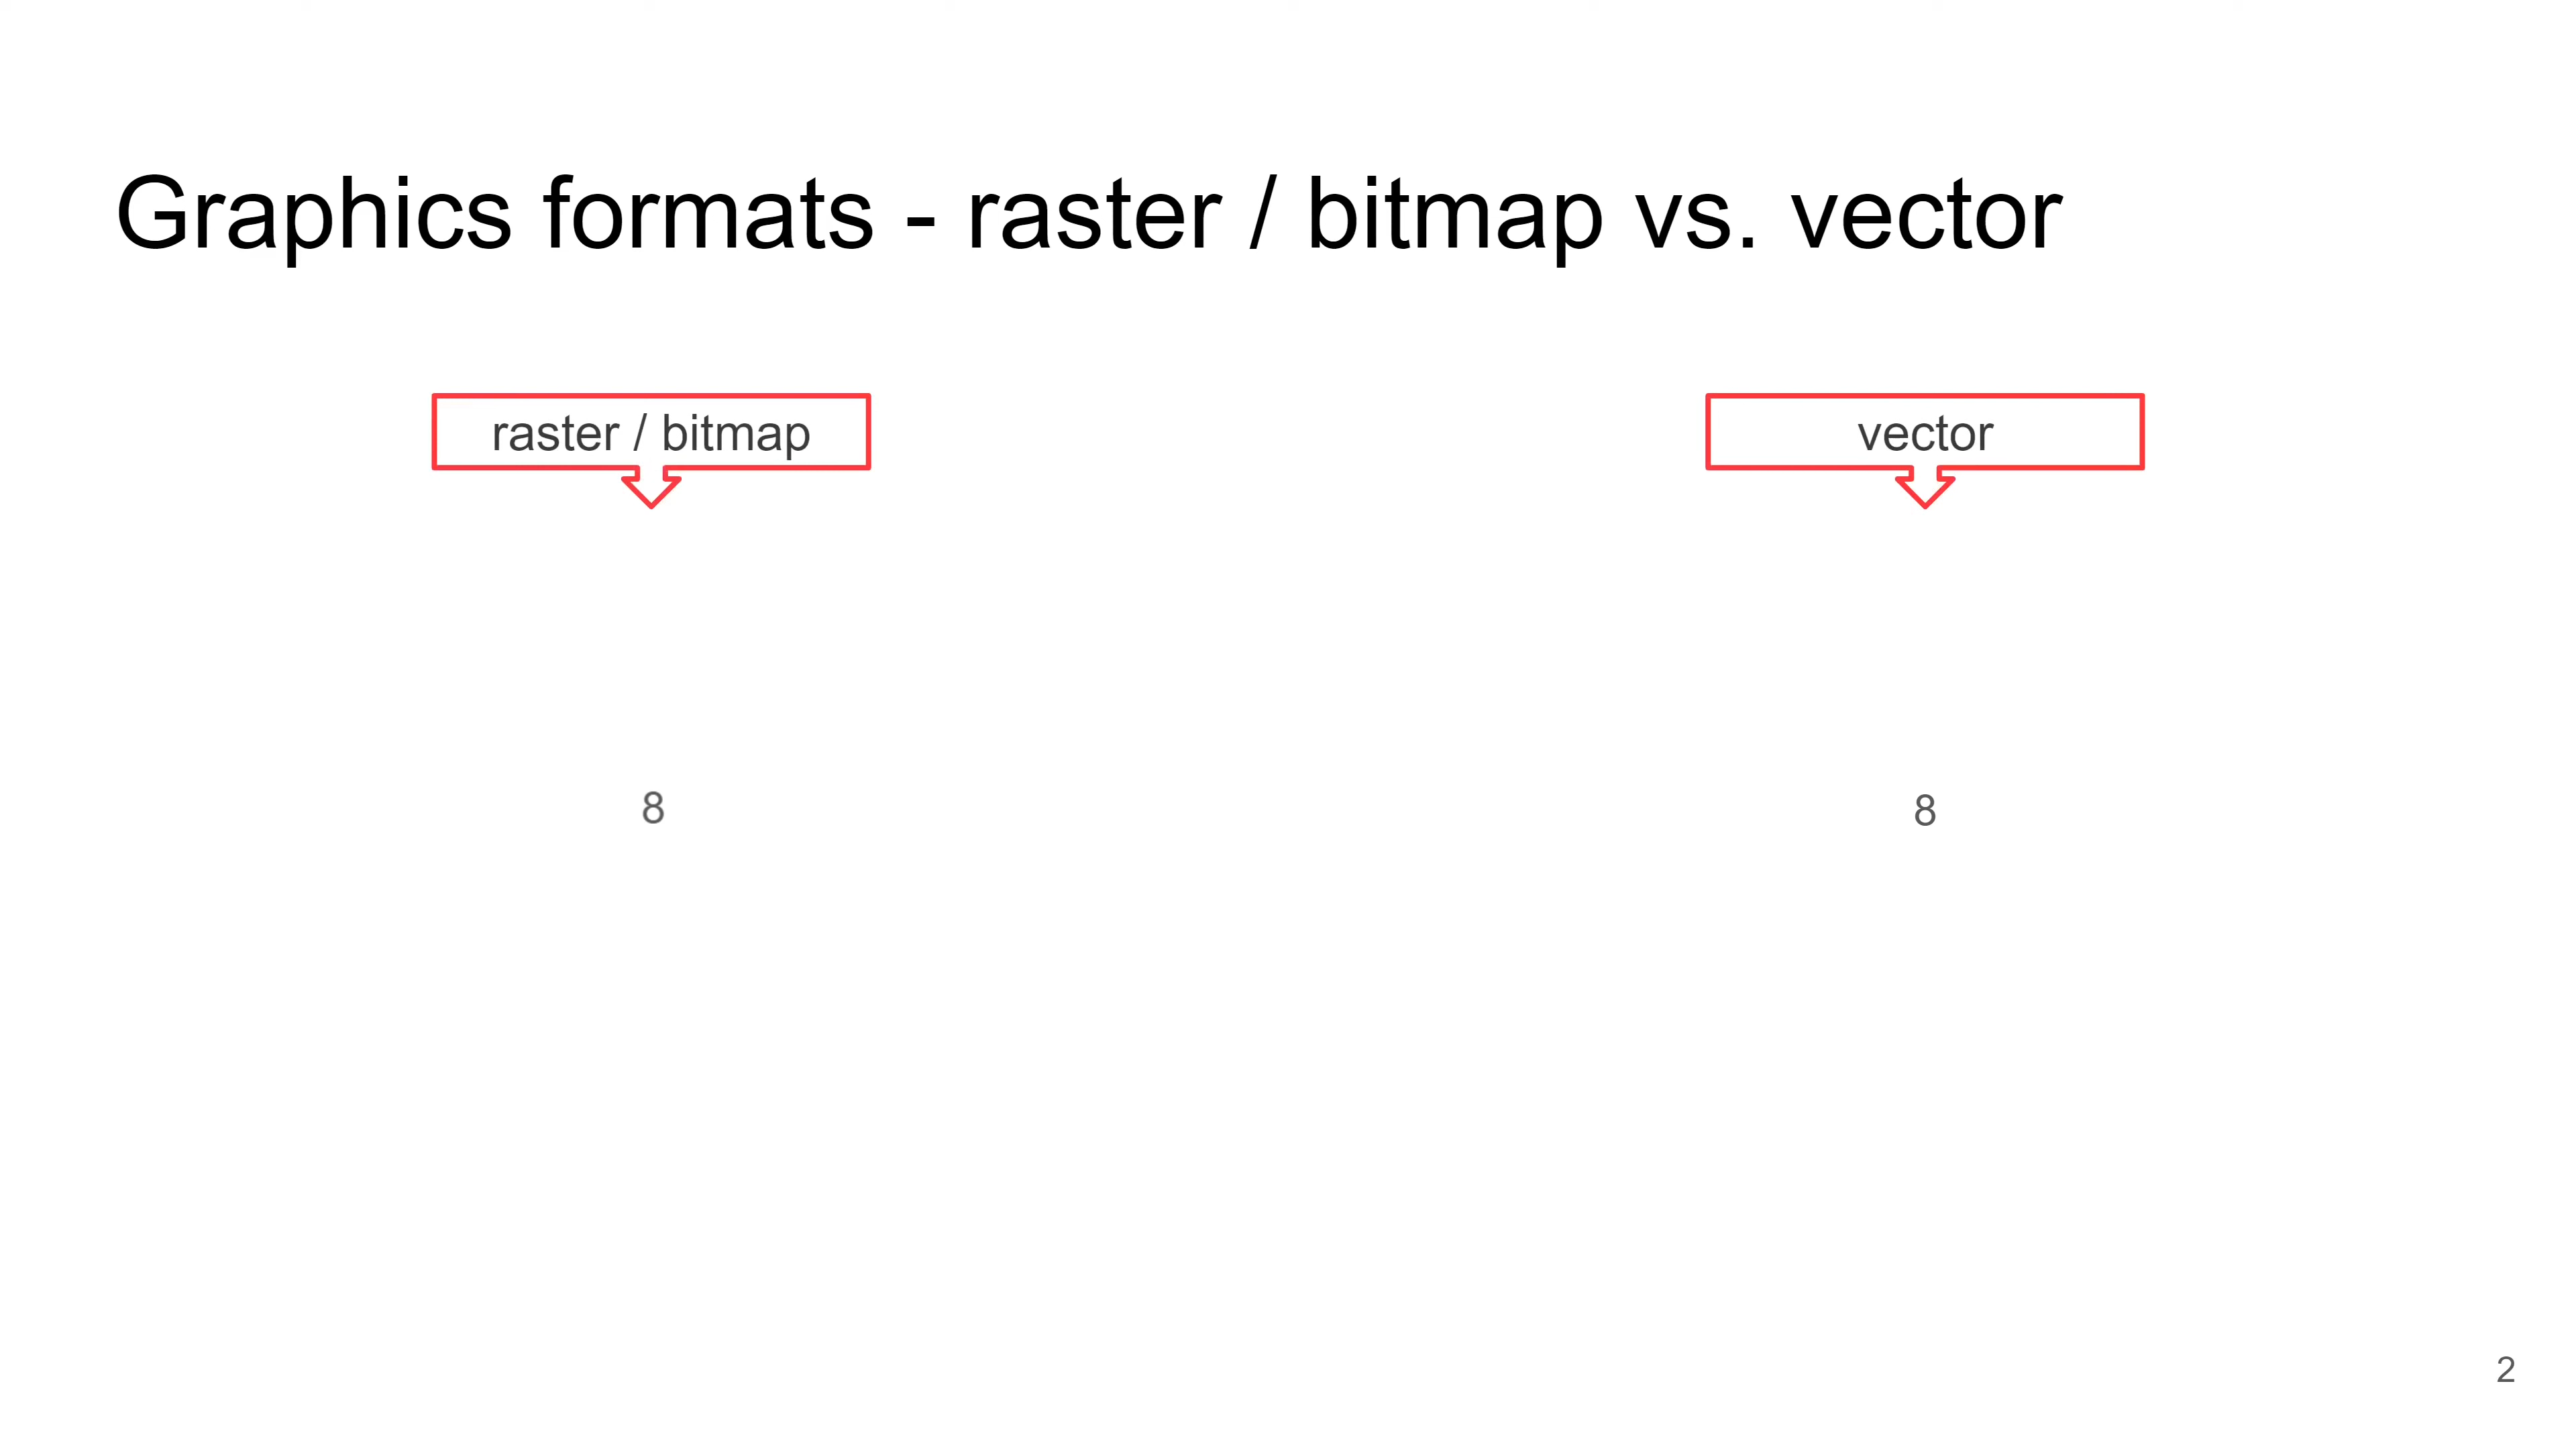 Graphics formats - raster / bitmap vs. vector
raster / bitmap
vector
8
8
2